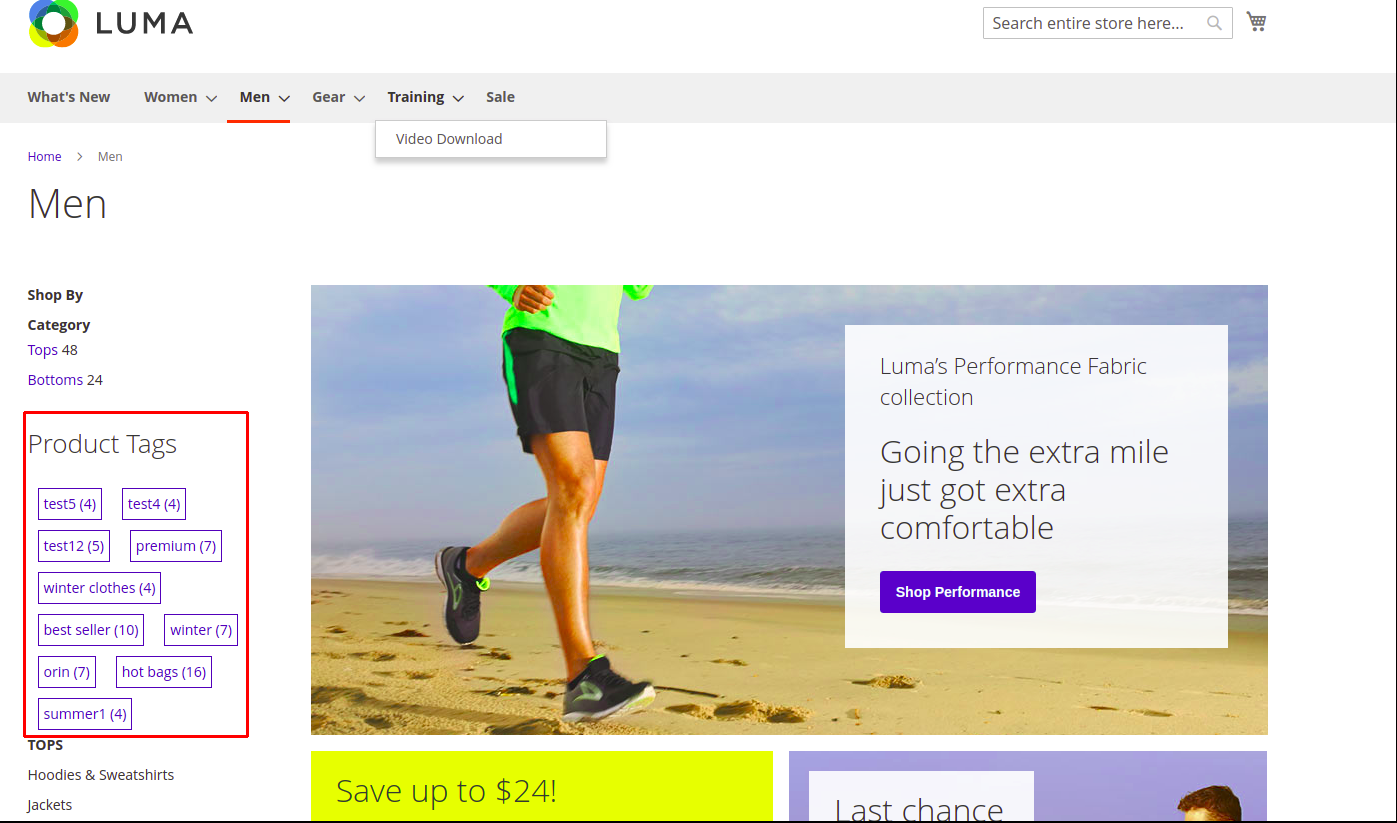 LUMA
Search entire store here...
What's New Women Men Gear Training Sale
Video Download
Home > Men
Men
Shop By
Category
Tops 48
Bottoms 24
Product Tags
test5 (4) test4 (4)
test12 (5) premium (7)
winter clothes (4)
best seller (10) winter (7)
orin (7) hot bags (16)
summer1 (4)
TOPS
Hoodies & Sweatshirts
Jackets
Luma’s Performance Fabric
collection
Going the extra mile
just got extra
comfortable
Shop Performance
Save up to $24!
Last chance